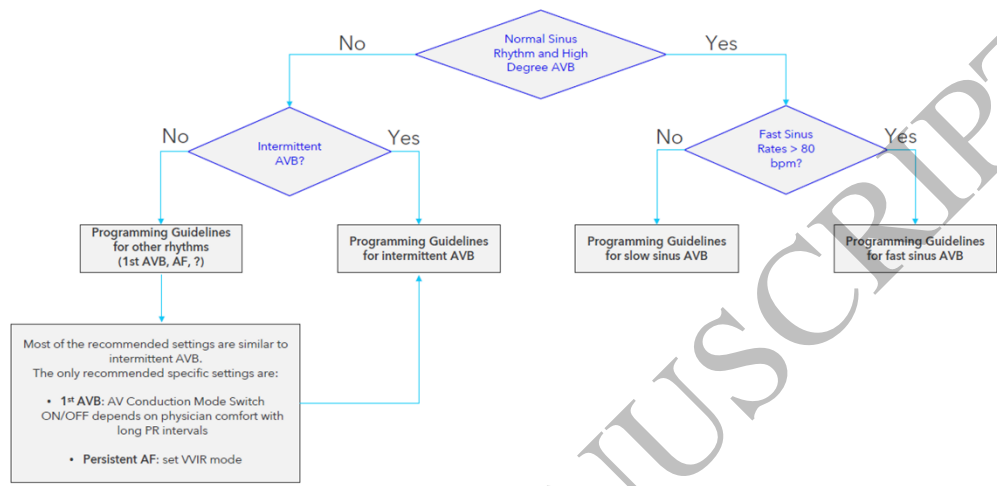 Normal Sinus
Rhythm and High
Degree AVB
No
Yes
Intermittent
AVB?
No
Yes
Fast Sinus
Rates > 80
bpm?
No
Yes
Programming Guidelines
for other rhythms
(1st AVB, AF, ?)
Programming Guidelines
for intermittent AVB
Programming Guidelines
for slow sinus AVB
Programming Guidelines
for fast sinus AVB
Most of the recommended settings are similar to
intermittent AVB.
The only recommended specific settings are:
• 1st AVB: AV Conduction Mode Switch
ON/OFF depends on physician comfort with
long PR intervals
• Persistent AF: set VVIR mode
USCRIPT